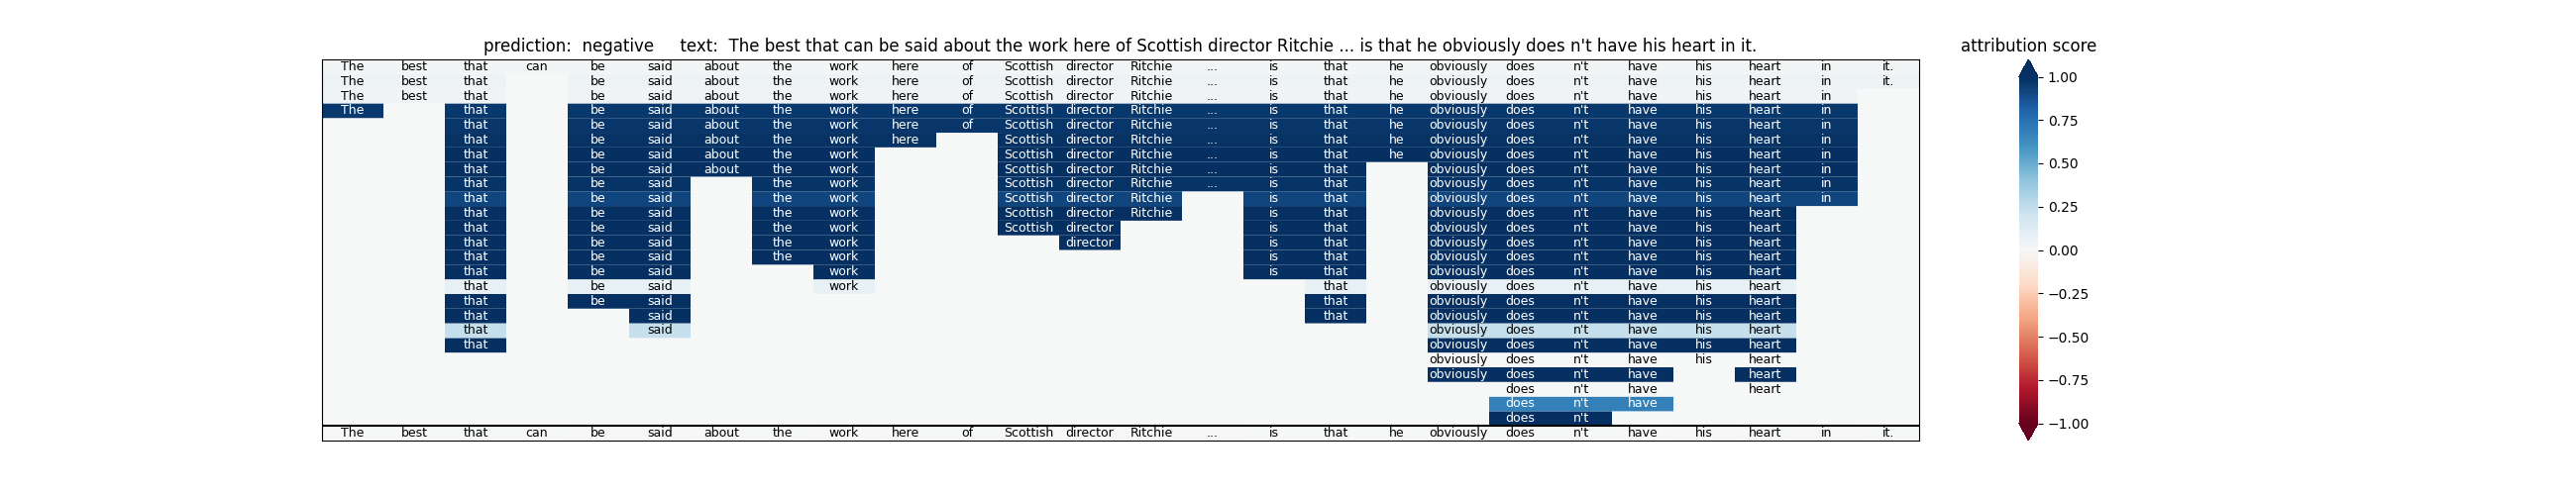 prediction: negative text: The best that can be said about the work here of Scottish director Ritchie ... is that he obviously does n't have his heart in it.
attribution score
The best that can be said about the work here of Scottish director Ritchie ... is that he obviously does n't have his heart in it.
The best that be said about the work here of Scottish director Ritchie ... is that he obviously does n't have his heart in it.
The best that be said about the work here of Scottish director Ritchie ... is that he obviously does n't have his heart in
The that be said about the work here of Scottish director Ritchie ... is that he obviously does n't have his heart in
that be said about the work here of Scottish director Ritchie ... is that he obviously does n't have his heart in
that be said about the work here Scottish director Ritchie ... is that he obviously does n't have his heart in
that be said about the work Scottish director Ritchie ... is that he obviously does n't have his heart in
that be said about the work Scottish director Ritchie ... is that obviously does n't have his heart in
that be said the work Scottish director Ritchie ... is that obviously does n't have his heart in
that be said the work Scottish director Ritchie is that obviously does n't have his heart in
that be said the work Scottish director Ritchie is that obviously does n't have his heart
that be said the work Scottish director is that obviously does n't have his heart
that be said the work director is that obviously does n't have his heart
that be said the work is that obviously does n't have his heart
that be said work is that obviously does n't have his heart
that be said work that obviously does n't have his heart
that be said that obviously does n't have his heart
that said that obviously does n't have his heart
that said obviously does n't have his heart
that obviously does n't have his heart
obviously does n't have his heart
obviously does n't have heart
does n't have heart
does n't have
does n't
The best that can be said about the work here of Scottish director Ritchie ... is that he obviously does n't have his heart in it.
1.00
0.75
0.50
0.25
0.00
−0.25
−0.50
−0.75
−1.00